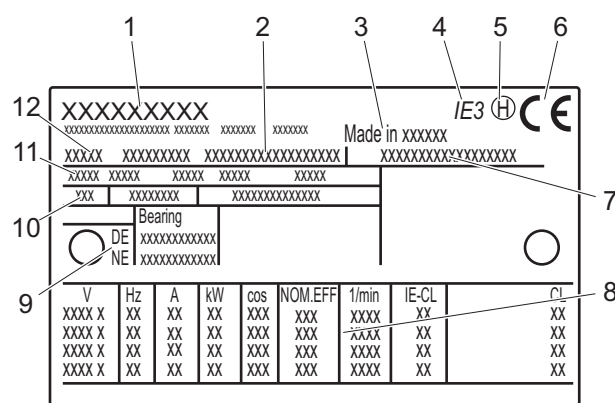 1 2 3 4 5 6
XXXXXXXXX IE3 H CE
12 XXXXXXXXXXXXXXXXXXXXX XXXXXXX XXXXXXX XXXXXXX Made in xxxxxx
XXXXX XXXXXXXXX XXXXXXXXXXXXXXXXXX XXXXXXXXXXXXXXXXXX
11 XXXXX XXXXX XXXXX XXXXX XXXXX
10 XXX XXXXXXXX XXXXXXXXXXXXXX 7
Bearing
DE XXXXXXXXXXXX
9 NE XXXXXXXXXXXX
8
V Hz A kW cos NOM.EFF 1/min IE-CL CL
XXXX X XX XX XX XXX XXX XXXX XX XX
XXXX X XX XX XX XXX XXX XXXX XX XX
XXXX X XX XX XX XXX XXX XXXX XX XX
XXXX X XX XX XX XXX XXX XXXX XX XX